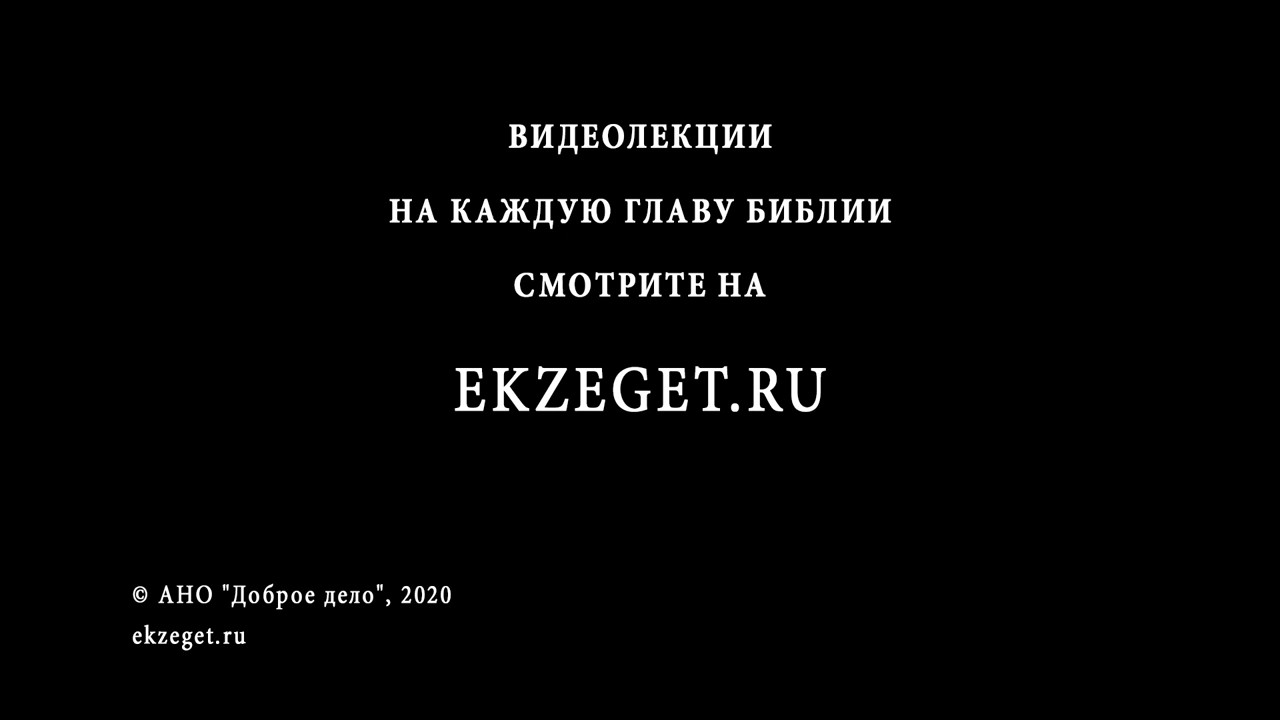 ВИДЕОЛЕКЦИИ
НА КАЖДУЮ ГЛАВУ БИБЛИИ
СМОТРИТЕ НА
EKZEGET.RU
© АНО "Доброе дело", 2020
ekzeget.ru